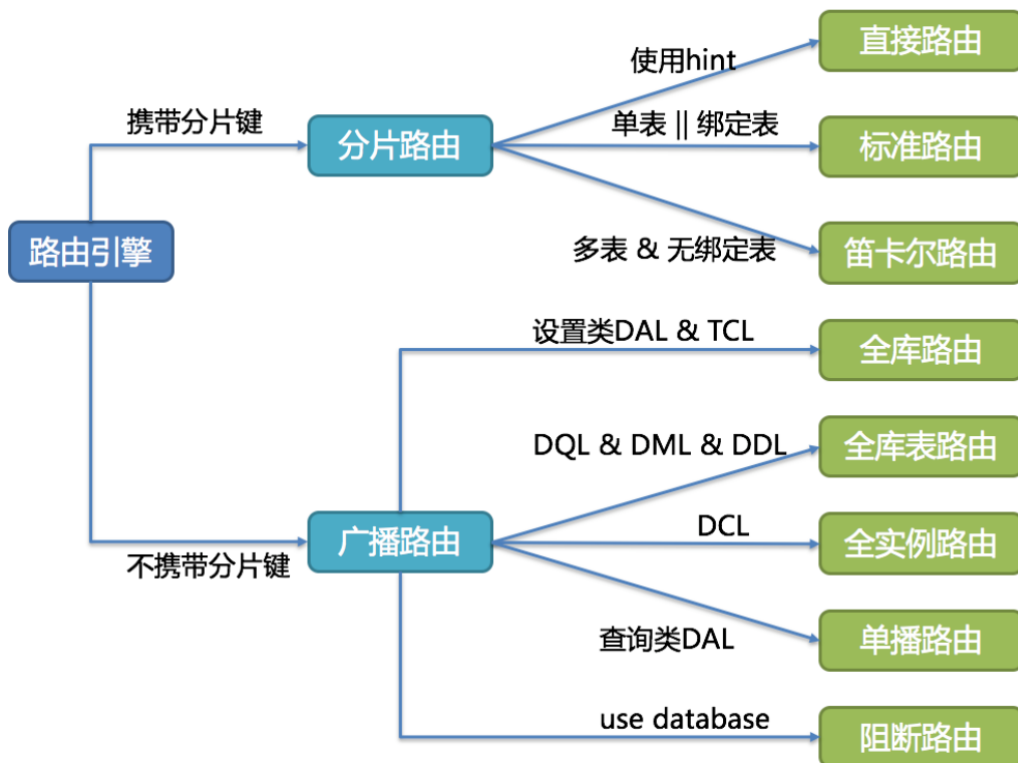 直接路由
使用hint
携带分片键
单表 || 绑定表
分片路由
标准路由
路由引擎
多表 & 无绑定表
笛卡尔路由
设置类DAL & TCL
全库路由
DQL & DML & DDL
全库表路由
广播路由
DCL
全实例路由
不携带分片键
查询类DAL
单播路由
use database
阻断路由